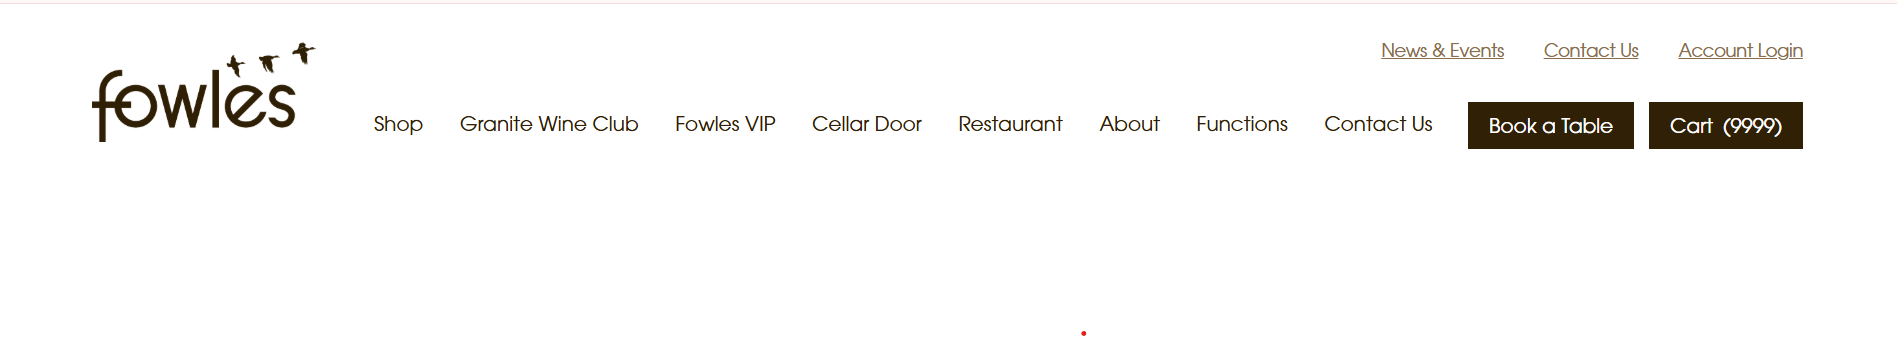 News & Events Contact Us Account Login
fowles
Shop Granite Wine Club Fowles VIP Cellar Door Restaurant About Functions Contact Us Book a Table Cart (9999)